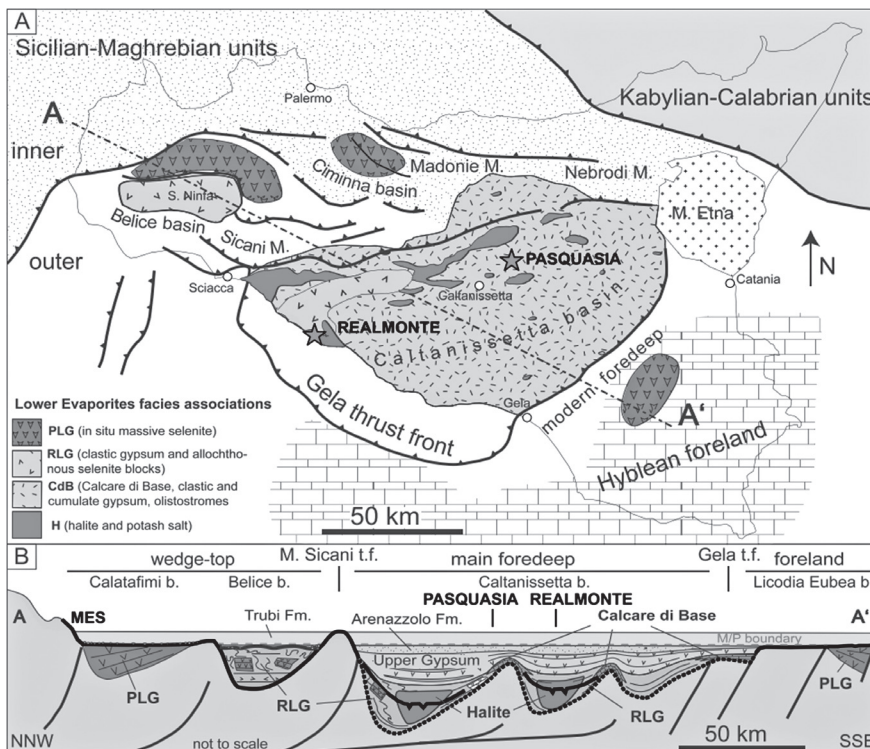 A
Sicilian-Maghrebian units
Kabylian-Calabrian units
Palermo
A
inner
Madonie M.
Nebrodi M.
Ciminna basin
S. Ninfa
Belice basin
Sicani M.
M. Etna
N
outer
Sciacca
PASQUASIA
Caltanissetta
Catania
REALMONTE
Caltanissetta basin
Gela thrust front
Gela
modern foredeep
A'
Hyblean foreland
Lower Evaporites facies associations
PLG (in situ massive selenite)
RLG (clastic gypsum and allochtho-
nous selenite blocks)
CdB (Calcare di Base, clastic and
cumulate gypsum, olistostromes
H (halite and potash salt)
50 km
B
wedge-top
M. Sicani t.f.
main foredeep
Gela t.f.
foreland
Calatafimi b.
Belice b.
Caltanissetta b.
Licodia Eubea b
PASQUASIA REALMONTE
A
MES
Trubi Fm.
Arenazzolo Fm.
Calcare di Base
A'
M/P boundary
Upper Gypsum
PLG
RLG
Halite
RLG
PLG
NNW
not to scale
50 km
SSE